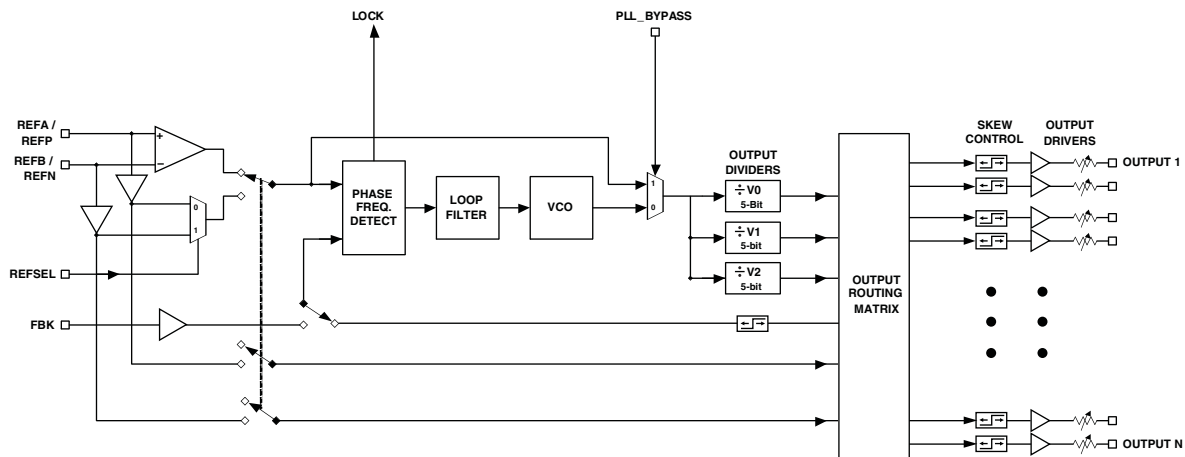 LOCK
PLL_BYPASS
REFA /
REFP
REFB /
REFN
+
−
0
1
REFSEL
FBK
PHASE
FREQ.
DETECT
LOOP
FILTER
VCO
1
0
OUTPUT
DIVIDERS
÷ V0
5-Bit
÷ V1
5-bit
÷ V2
5-bit
OUTPUT
ROUTING
MATRIX
SKEW
CONTROL
OUTPUT
DRIVERS
OUTPUT 1
OUTPUT N